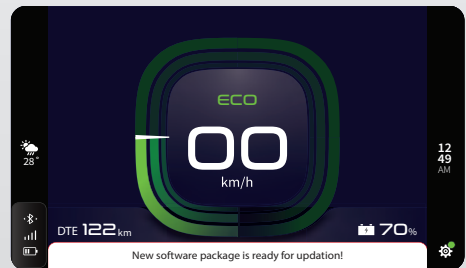 ECO
00
km/h
28°
12
49
AM
DTE 122 km
70%
New software package is ready for updation!